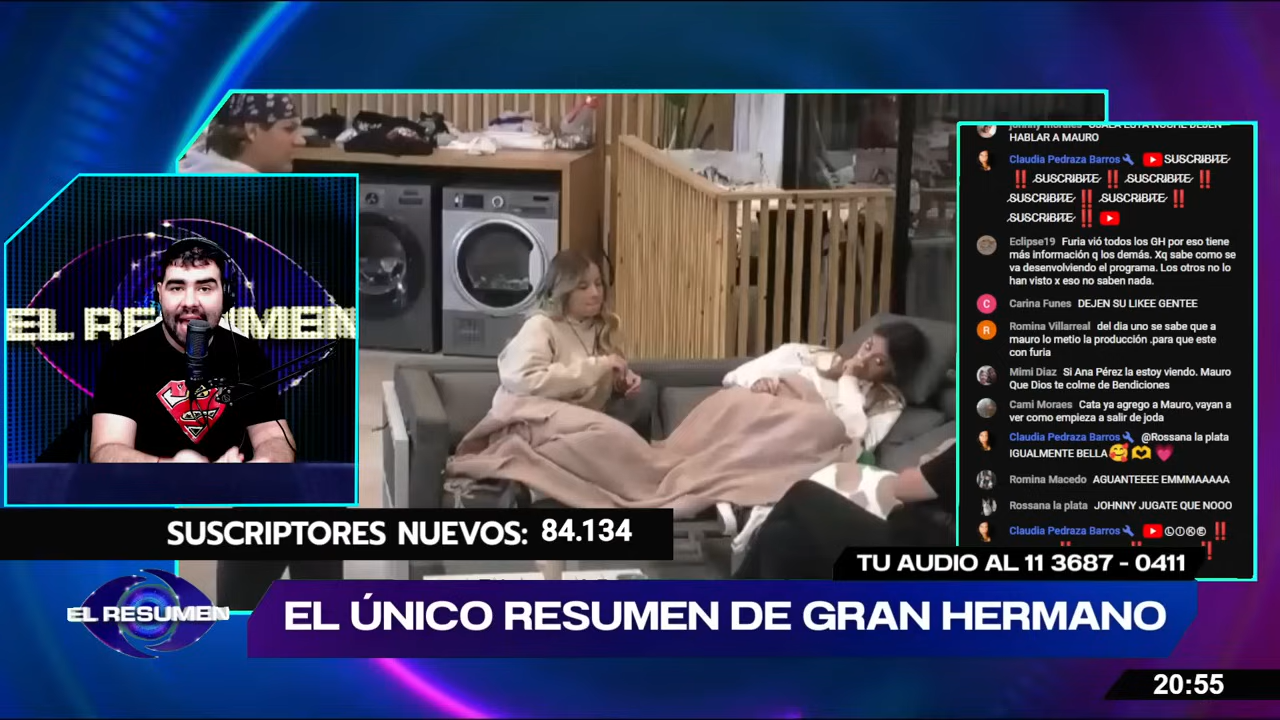 HABLAR A MAURO
Claudia Pedraza Barros SUSCRIBITE
‼️ SUSCRIBITE ‼️ SUSCRIBITE ‼️
SUSCRIBITE ‼️ SUSCRIBITE ‼️
SUSCRIBITE ‼️
Eclipse19 Furia vió todos los GH por eso tiene
más información q los demás. Xq sabe como se
va desenvolviendo el programa. Los otros no lo
han visto x eso no saben nada.
C Carina Funes DEJEN SU LIKEE GENTEE
R Romina Villarreal del dia uno se sabe que a
mauro lo metio la producción .para que este
con furia
Mimi Diaz Si Ana Pérez la estoy viendo. Mauro
Que Dios te colme de Bendiciones
Cami Moraes Cata ya agrego a Mauro, vayan a
ver como empieza a salir de joda
Claudia Pedraza Barros @Rossana la plata
IGUALMENTE BELLA🥰🫶💗
Romina Macedo AGUANTEEEE EMMMAAAAA
Rossana la plata JOHNNY JUGATE QUE NOOO
Claudia Pedraza Barros ⓁⒾⓀⒺ ‼️
EL RESUMEN
SUSCRIPTORES NUEVOS: 84.134
TU AUDIO AL 11 3687 - 0411
EL RESUMEN
EL ÚNICO RESUMEN DE GRAN HERMANO
20:55